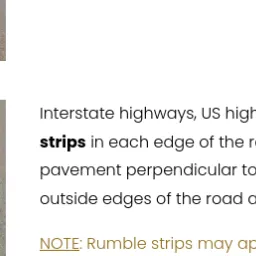 Interstate highways, US high
strips in each edge of the r
pavement perpendicular to
outside edges of the road a
NOTE: Rumble strips may ap